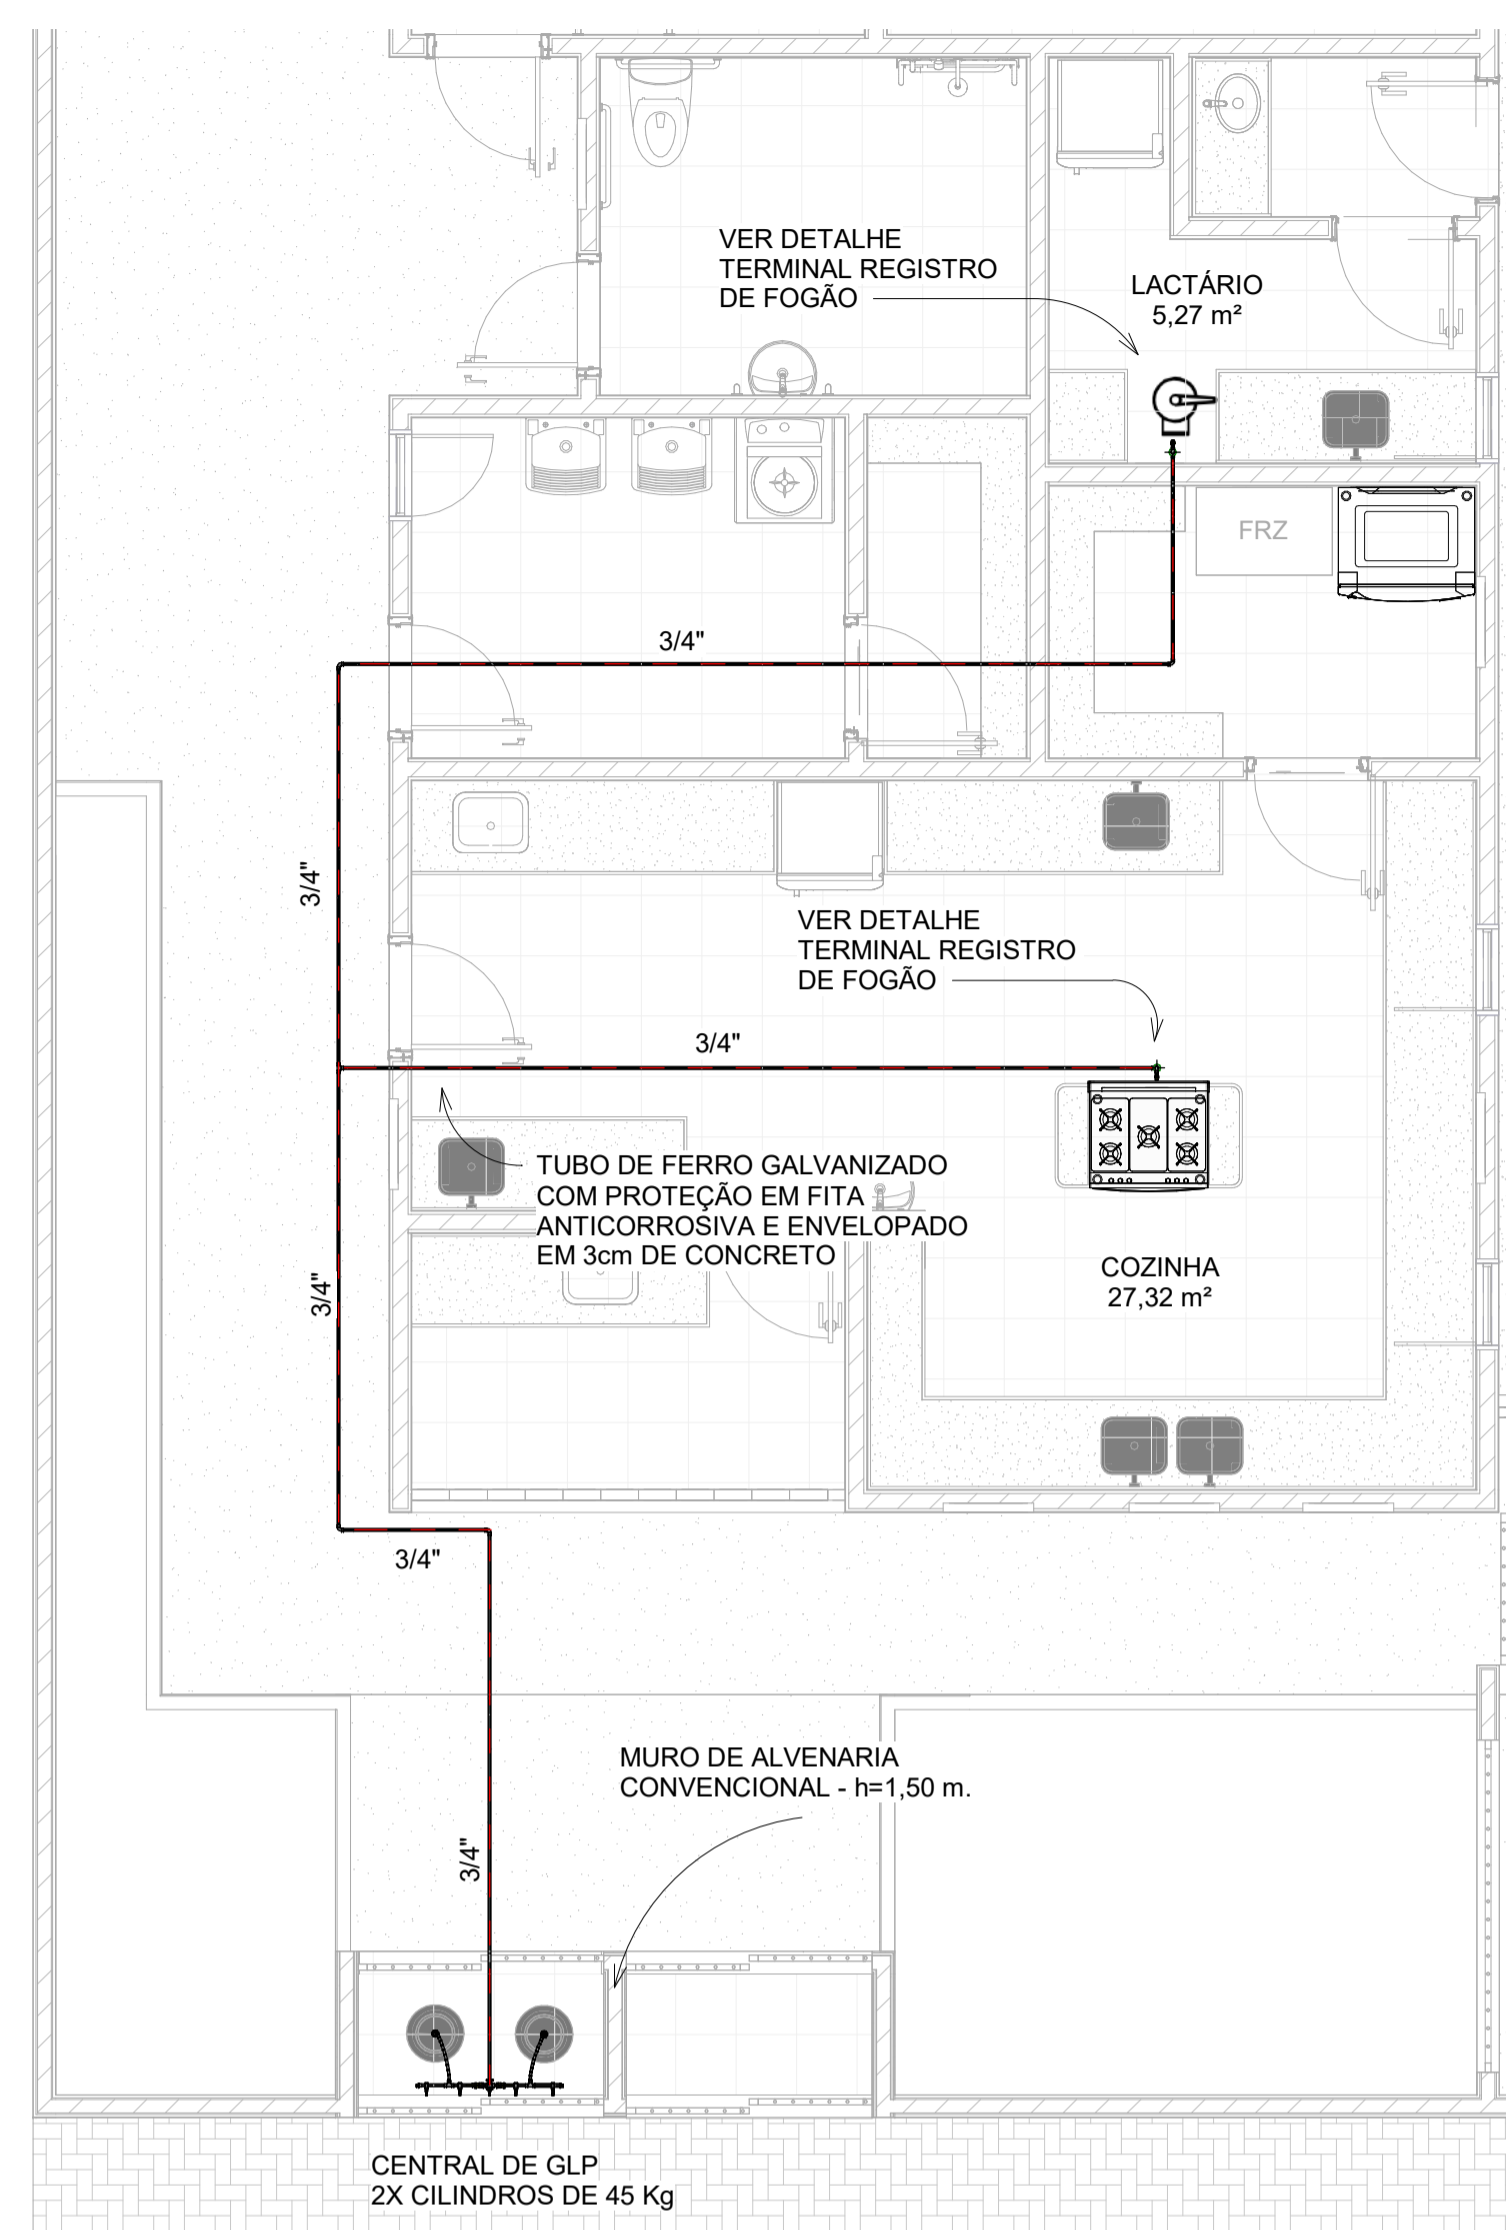 VER DETALHE
TERMINAL REGISTRO
DE FOGÃO
LACTÁRIO
5,27 m²
FRZ
3/4"
3/4"
VER DETALHE
TERMINAL REGISTRO
DE FOGÃO
3/4"
TUBO DE FERRO GALVANIZADO
COM PROTEÇÃO EM FITA
ANTICORROSIVA E ENVELOPADO
EM 3cm DE CONCRETO
COZINHA
27,32 m²
3/4"
3/4"
MURO DE ALVENARIA
CONVENCIONAL - h=1,50 m.
3/4"
CENTRAL DE GLP
2X CILINDROS DE 45 Kg